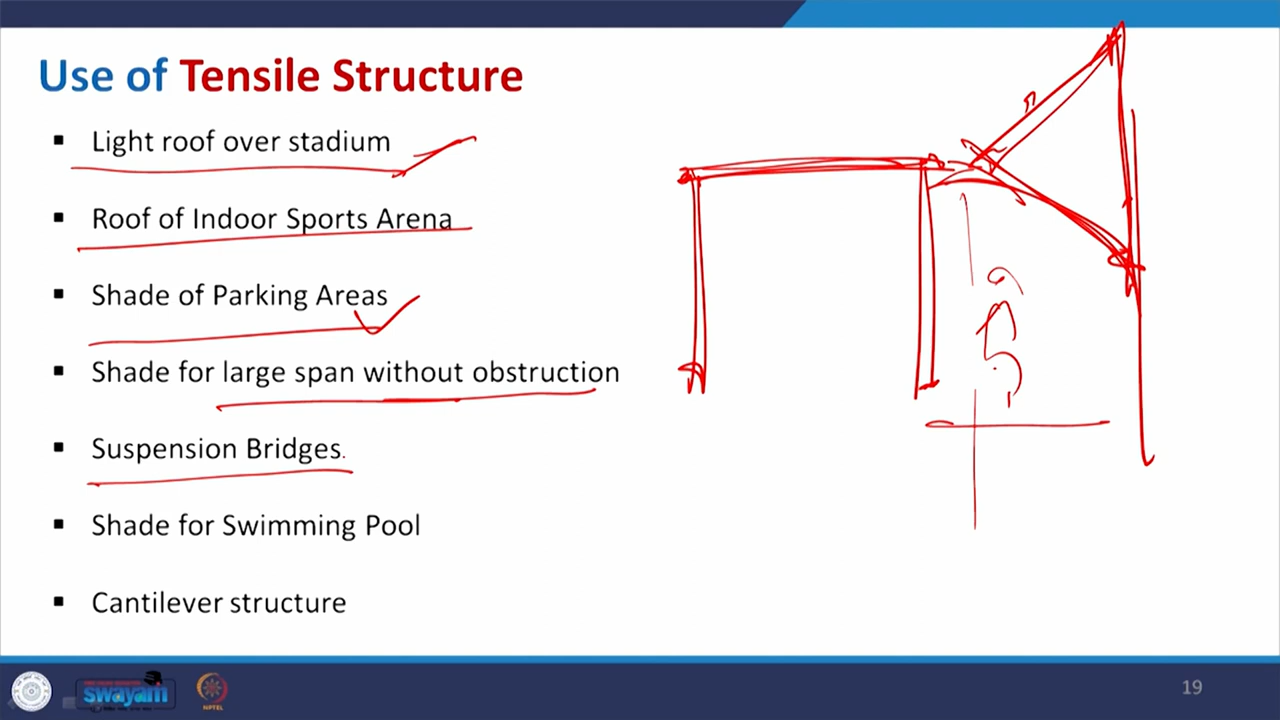 Use of Tensile Structure
▪ Light roof over stadium
▪ Roof of Indoor Sports Arena
▪ Shade of Parking Areas
▪ Shade for large span without obstruction
▪ Suspension Bridges.
▪ Shade for Swimming Pool
▪ Cantilever structure
swayam
NPTEL
19